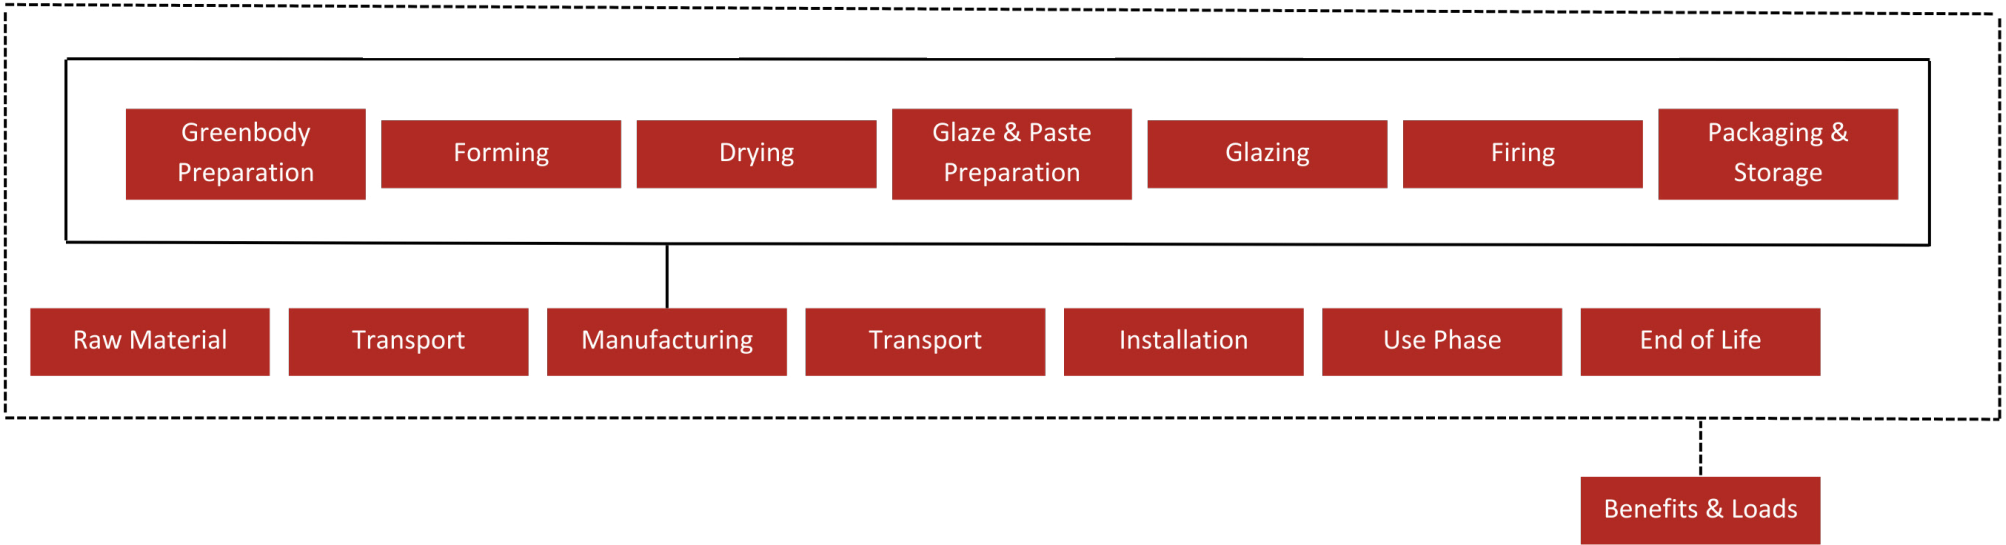 Greenbody
Preparation
Forming
Drying
Glaze & Paste
Preparation
Glazing
Firing
Packaging &
Storage
Raw Material
Transport
Manufacturing
Transport
Installation
Use Phase
End of Life
Benefits & Loads